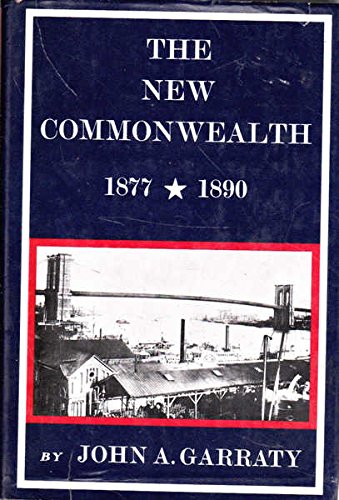 THE
NEW
COMMONWEALTH
1877 ★ 1890
BY JOHN A. GARRATY